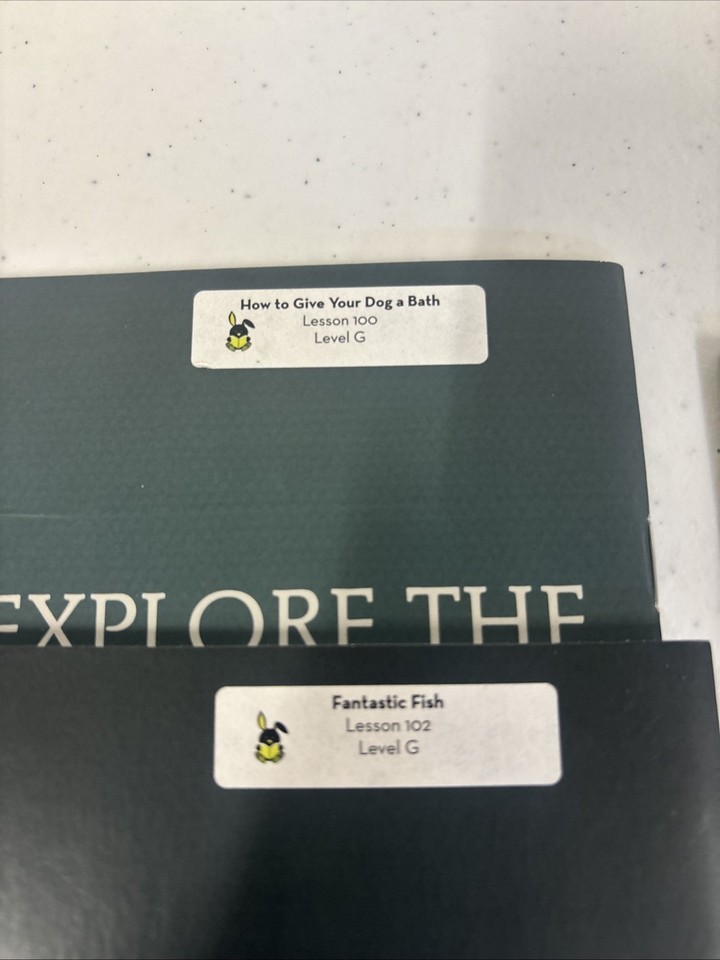 How to Give Your Dog a Bath
Lesson 100
Level G
EXPLORE THE
Fantastic Fish
Lesson 102
Level G